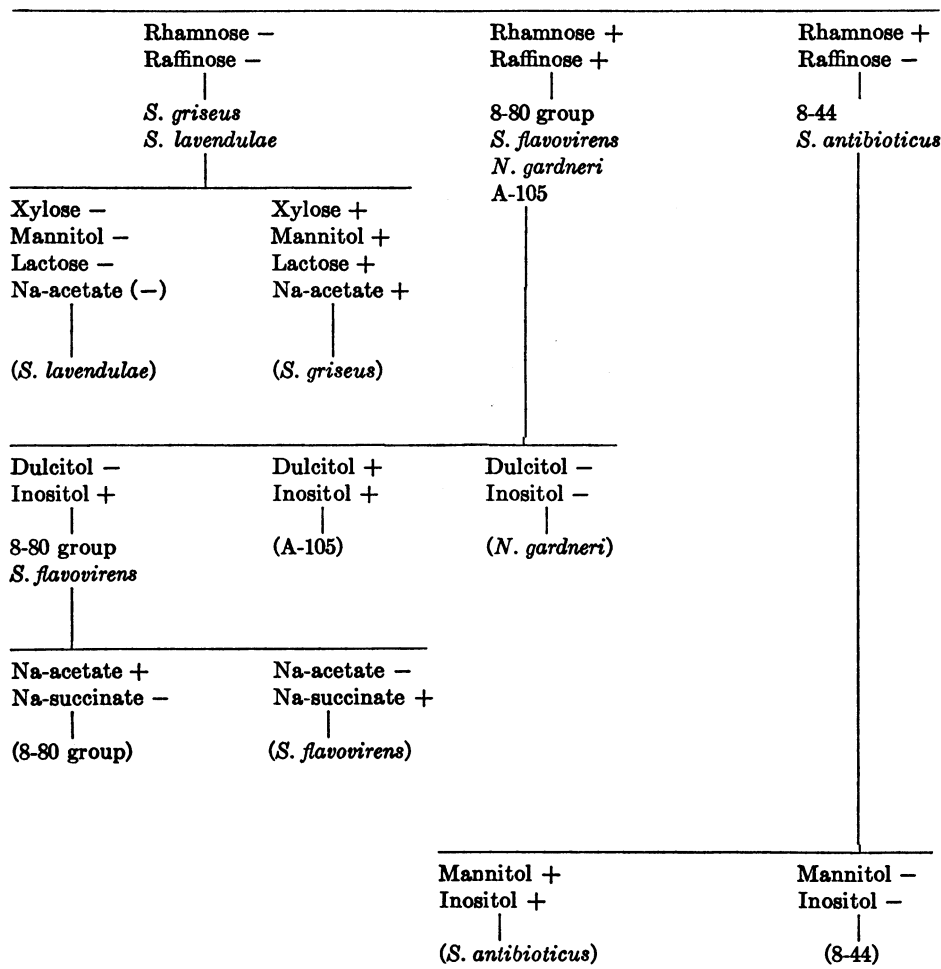 Rhamnose − Rhamnose + Rhamnose +
Raffinose − Raffinose + Raffinose −
S. griseus 8-80 group 8-44
S. lavendulae S. flavovirens S. antibioticus
N. gardneri
A-105
Xylose − Xylose +
Mannitol − Mannitol +
Lactose − Lactose +
Na-acetate (−) Na-acetate +
(S. lavendulae) (S. griseus)
Dulcitol − Dulcitol + Dulcitol −
Inositol + Inositol + Inositol −
8-80 group (A-105) (N. gardneri)
S. flavovirens
Na-acetate + Na-acetate −
Na-succinate − Na-succinate +
(8-80 group) (S. flavovirens)
Mannitol + Mannitol −
Inositol + Inositol −
(S. antibioticus) (8-44)